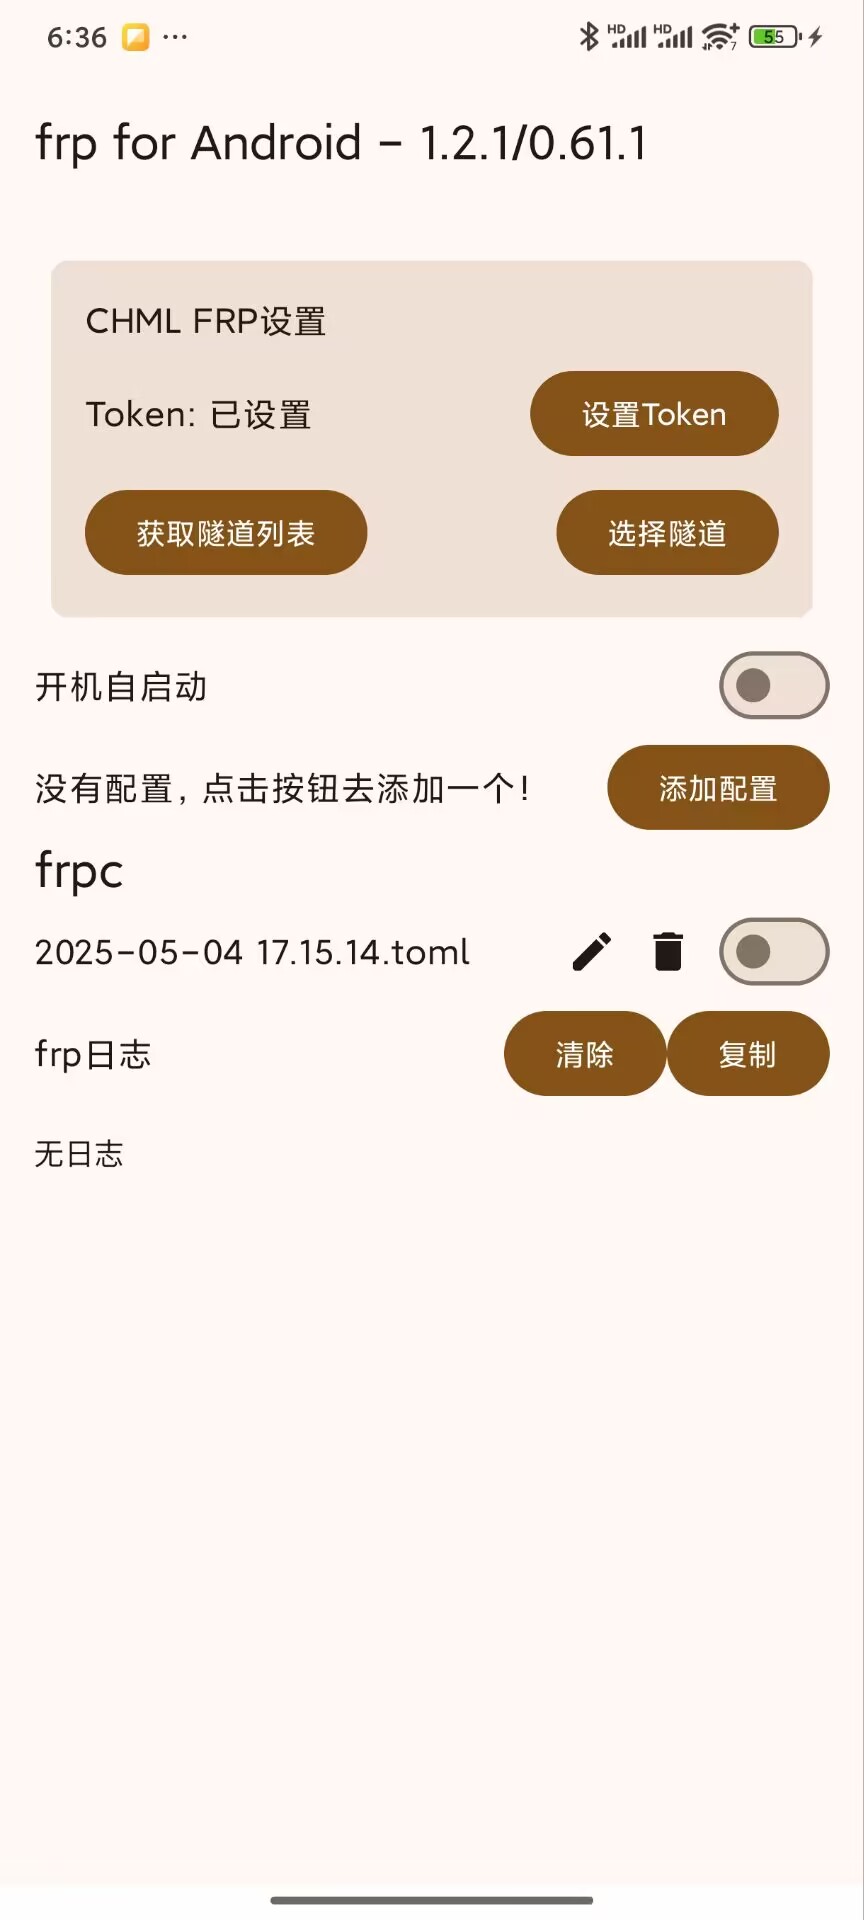 6:36 ··· HD HD 7 55
frp for Android - 1.2.1/0.61.1
CHML FRP设置
Token: 已设置 设置Token
获取隧道列表 选择隧道
开机自启动
没有配置，点击按钮去添加一个！ 添加配置
frpc
2025-05-04 17.15.14.toml
frp日志 清除 复制
无日志